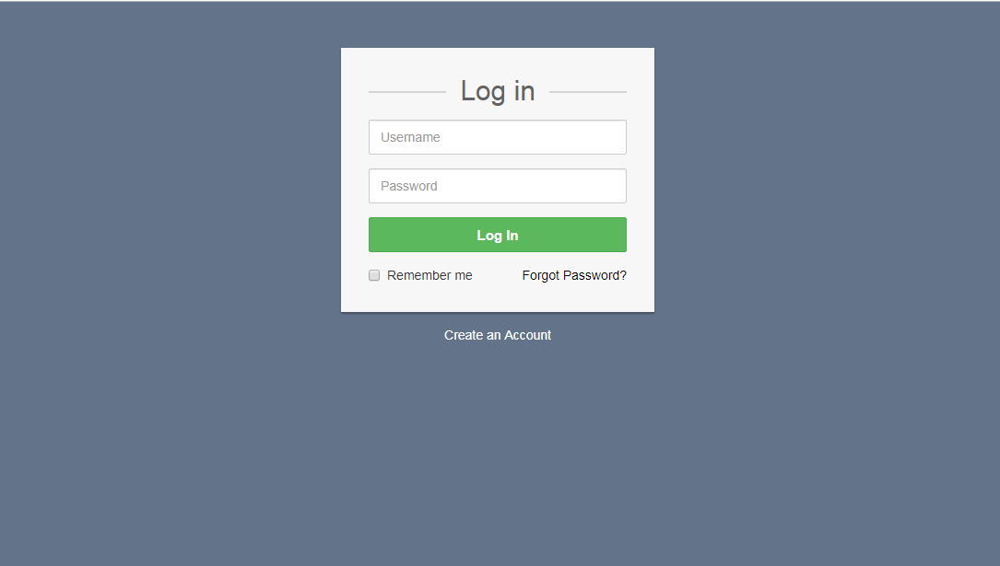 Log in
Username
Password
Log In
Remember me Forgot Password?
Create an Account